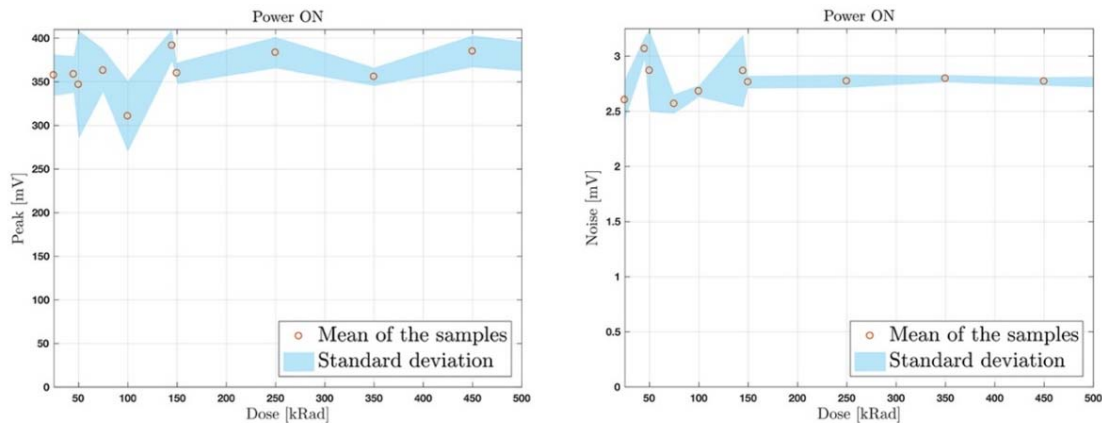 Power ON
400
350
300
250
200
150
100
50
0
Peak [mV]
50 100 150 200 250 300 350 400 450 500
Dose [kRad]
Mean of the samples
Standard deviation
Power ON
3
2.5
2
1.5
1
0.5
0
Noise [mV]
50 100 150 200 250 300 350 400 450 500
Dose [kRad]
Mean of the samples
Standard deviation